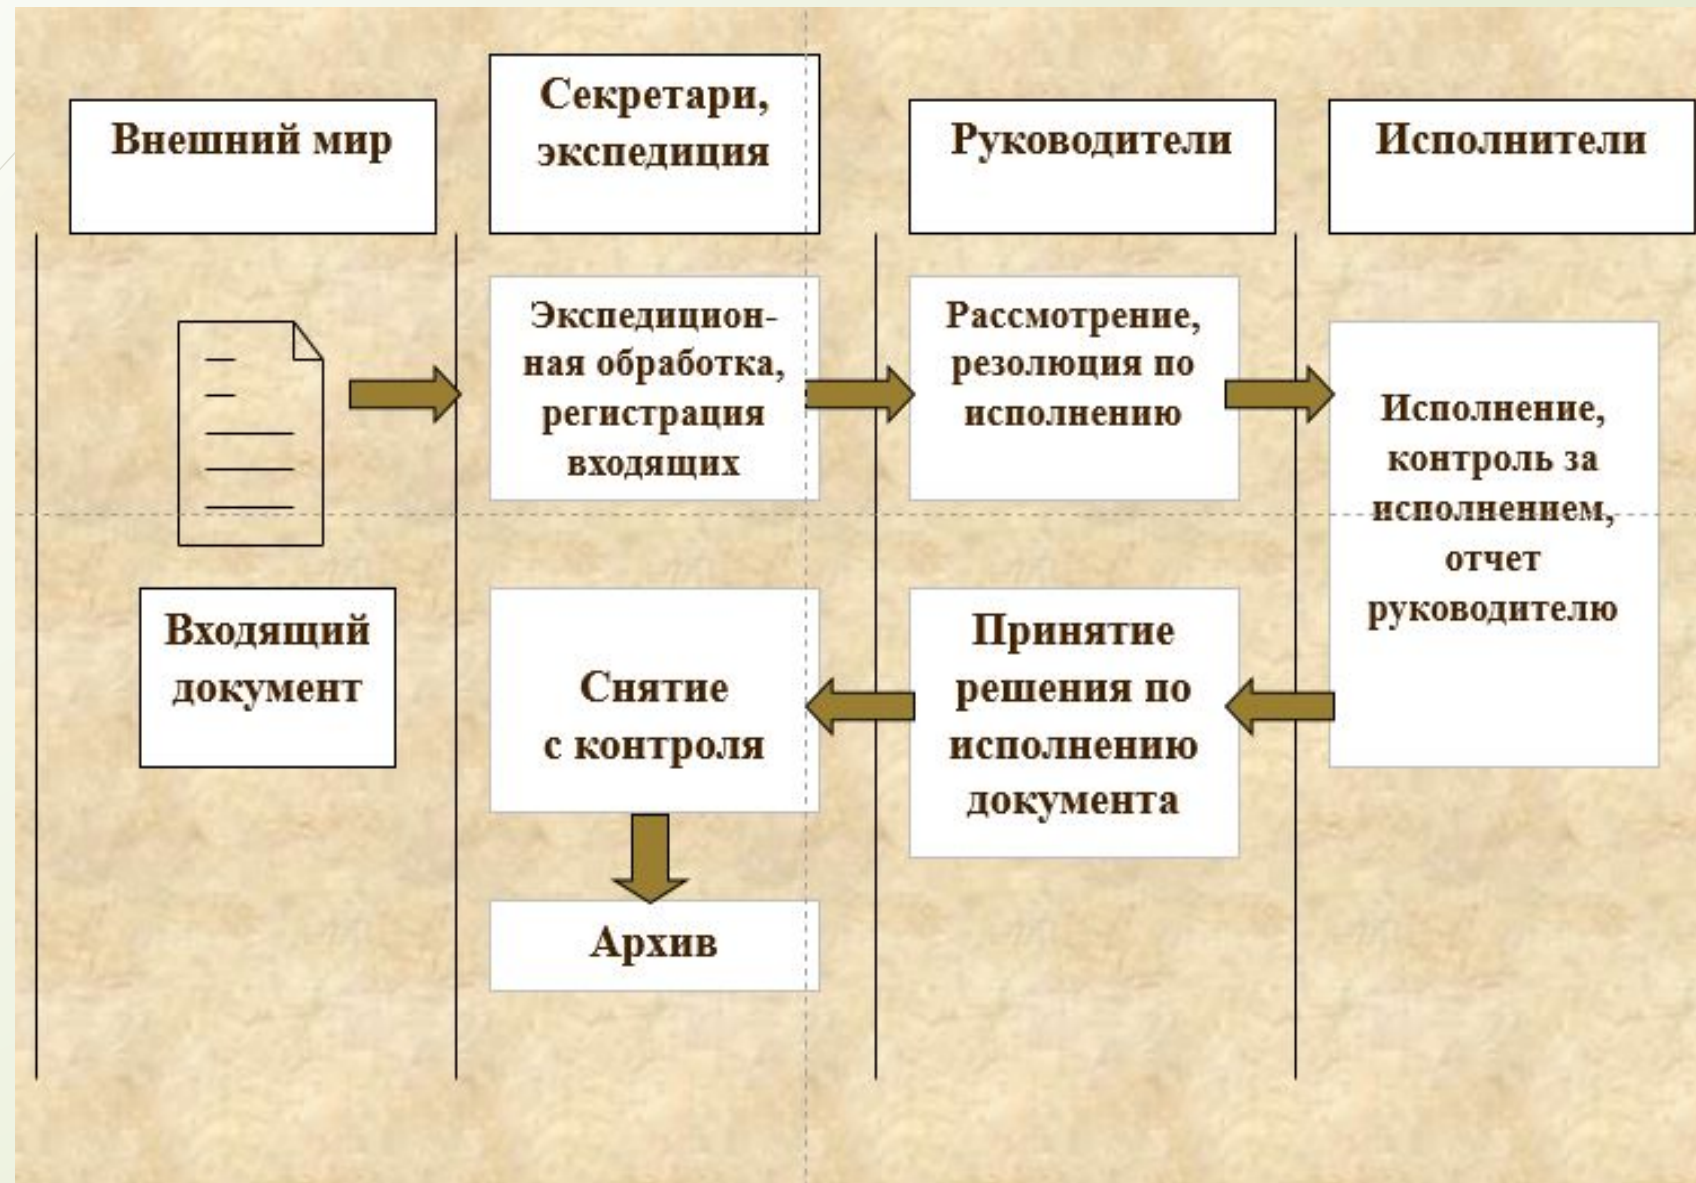 Внешний мир
Секретари,
экспедиция
Руководители
Исполнители
Экспедицион-
ная обработка,
регистрация
входящих
Рассмотрение,
резолюция по
исполнению
Исполнение,
контроль за
исполнением,
отчет
руководителю
Входящий
документ
Снятие
с контроля
Принятие
решения по
исполнению
документа
Архив